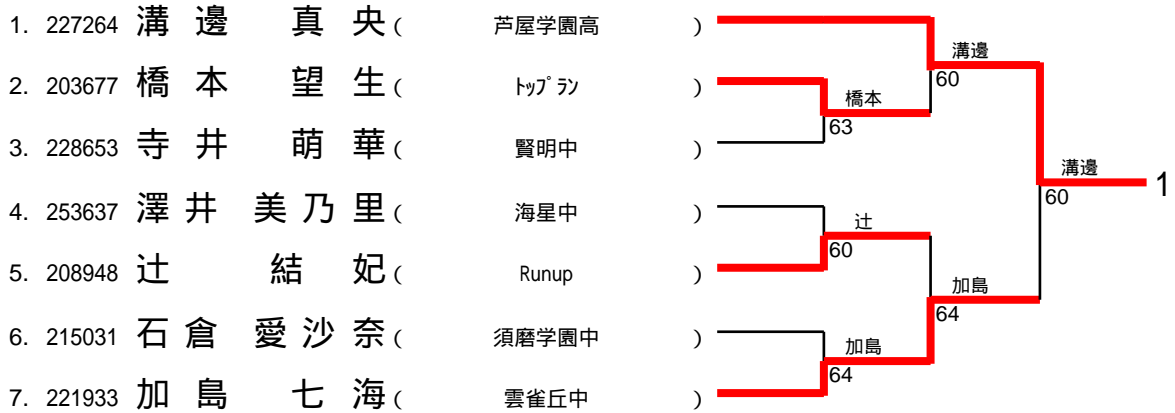 1. 227264 溝邊 真央 ( 芦屋学園高 )
溝邊
2. 203677 橋本 望生 ( トップラン )
60
橋本
63
3. 228653 寺井 萌華 ( 賢明中 )
溝邊
1
60
4. 253637 澤井 美乃里 ( 海星中 )
辻
60
5. 208948 辻 結妃 ( Runup )
加島
64
6. 215031 石倉 愛沙奈 ( 須磨学園中 )
加島
64
7. 221933 加島 七海 ( 雲雀丘中 )